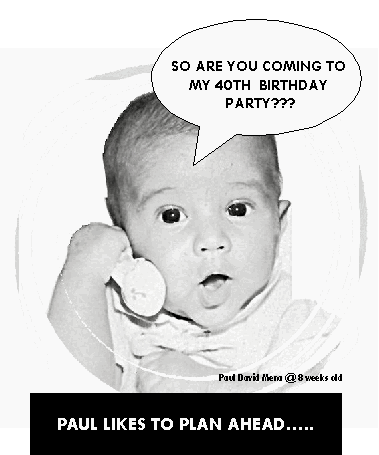 SO ARE YOU COMING TO
MY 40TH BIRTHDAY
PARTY???
Paul David Mena @ 8 weeks old
PAUL LIKES TO PLAN AHEAD.....